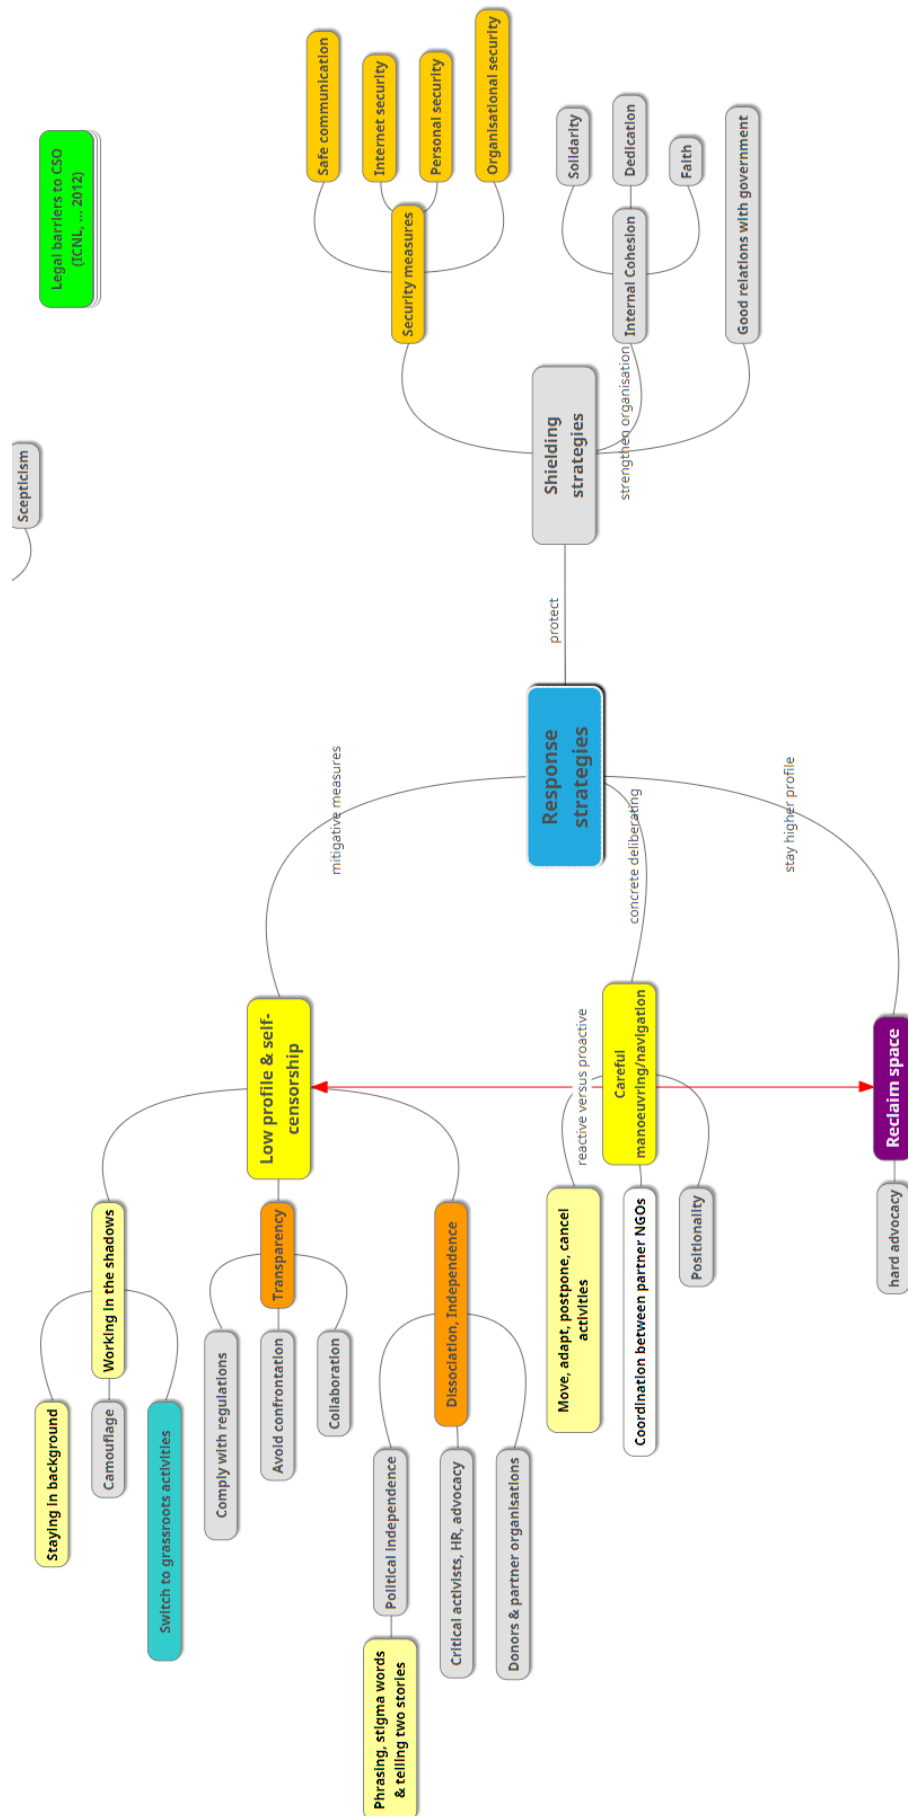 Legal barriers to CSO
(ICNL, ... 2012)
Scepticism
Safe communication
Internet security
Personal security
Organisational security
Security measures
Solidarity
Dedication
Faith
Internal Cohesion
Good relations with government
strengthen organisation
Shielding
strategies
protect
Response
strategies
mitigative measures
concrete deliberating
stay higher profile
Low profile & self-
censorship
reactive versus proactive
Careful
manoeuvring/navigation
Reclaim space
Working in the shadows
Staying in background
Camouflage
Switch to grassroots activities
Transparency
Comply with regulations
Avoid confrontation
Collaboration
Dissociation, Independence
Political independence
Phrasing, stigma words
& telling two stories
Critical activists, HR, advocacy
Donors & partner organisations
Move, adapt, postpone, cancel
activities
Coordination between partner NGOs
Positionality
hard advocacy